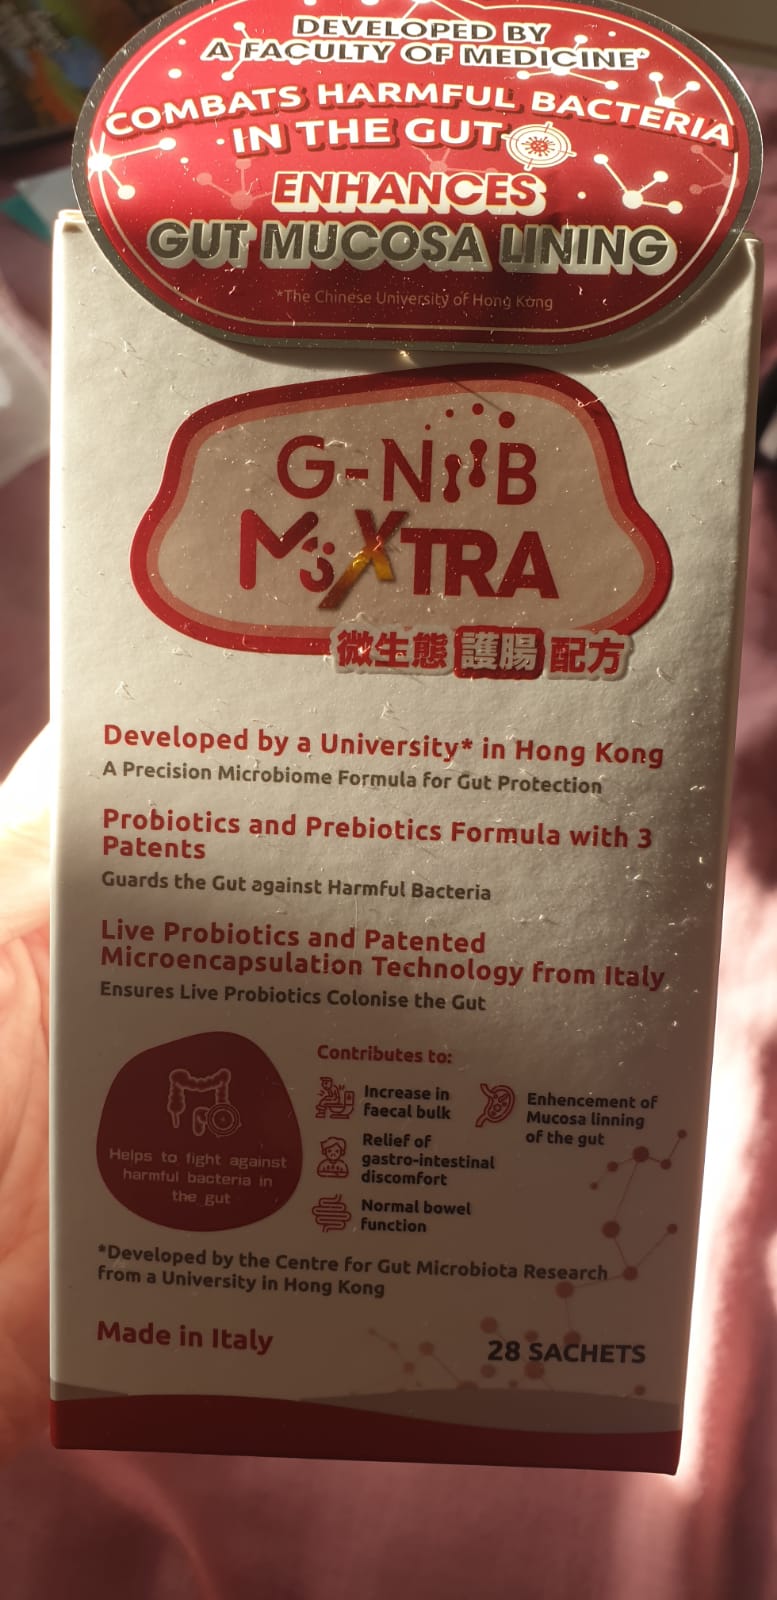 DEVELOPED BY
A FACULTY OF MEDICINE*
COMBATS HARMFUL BACTERIA
IN THE GUT
ENHANCES
GUT MUCOSA LINING
*The Chinese University of Hong Kong
G-NiiB
M3XTRA
微生態護腸配方
Developed by a University* in Hong Kong
A Precision Microbiome Formula for Gut Protection
Probiotics and Prebiotics Formula with 3
Patents
Guards the Gut against Harmful Bacteria
Live Probiotics and Patented
Microencapsulation Technology from Italy
Ensures Live Probiotics Colonise the Gut
Helps to fight against
harmful bacteria in
the gut
Contributes to:
Increase in
faecal bulk
Relief of
gastro-intestinal
discomfort
Normal bowel
function
Enhencement of
Mucosa linning
of the gut
*Developed by the Centre for Gut Microbiota Research
from a University in Hong Kong
Made in Italy
28 SACHETS